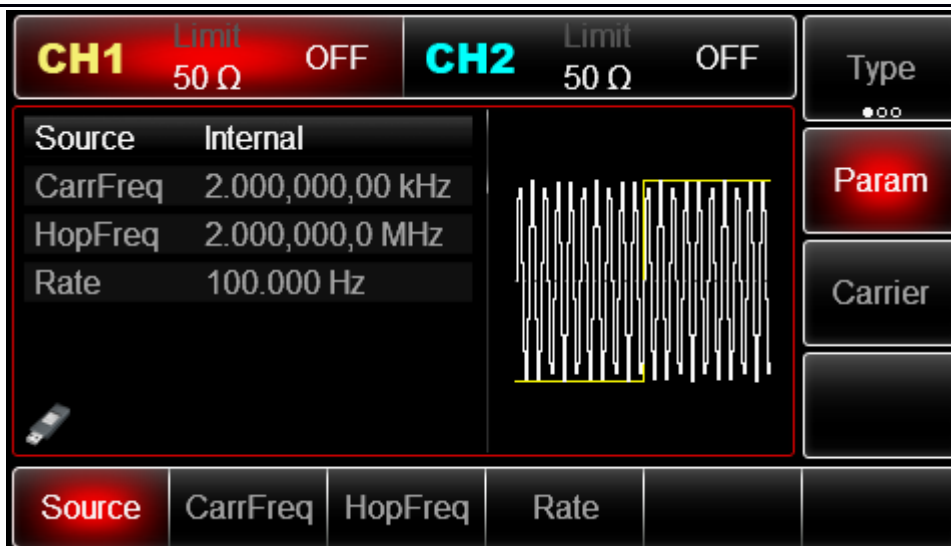 CH1 Limit 50 Ω OFF
CH2 Limit 50 Ω OFF
Type
Source Internal
CarrFreq 2.000,000,00 kHz
HopFreq 2.000,000,0 MHz
Rate 100.000 Hz
Param
Carrier
Source CarrFreq HopFreq Rate